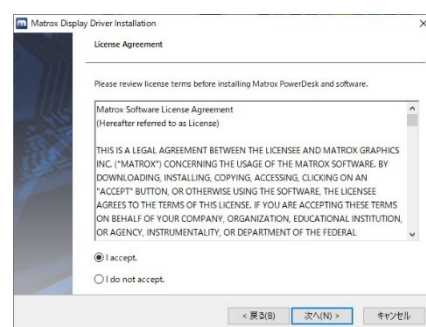 Matrox Display Driver Installation
License Agreement
Please review license terms before installing Matrox PowerDesk and software.
Matrox Software License Agreement
(Hereafter referred to as License)
THIS IS A LEGAL AGREEMENT BETWEEN THE LICENSEE AND MATROX GRAPHICS
INC. ("MATROX") CONCERNING THE USAGE OF THE MATROX SOFTWARE. BY
DOWNLOADING, INSTALLING, COPYING, ACCESSING, CLICKING ON AN
"ACCEPT" BUTTON, OR OTHERWISE USING THE SOFTWARE, THE LICENSEE
AGREES TO THE TERMS OF THIS LICENSE. IF YOU ARE ACCEPTING THESE TERMS
ON BEHALF OF YOUR COMPANY, ORGANIZATION, EDUCATIONAL INSTITUTION,
OR AGENCY, INSTRUMENTALITY, OR DEPARTMENT OF THE FEDERAL
I accept.
I do not accept.
< 戻る(B)
次へ(N) >
キャンセル